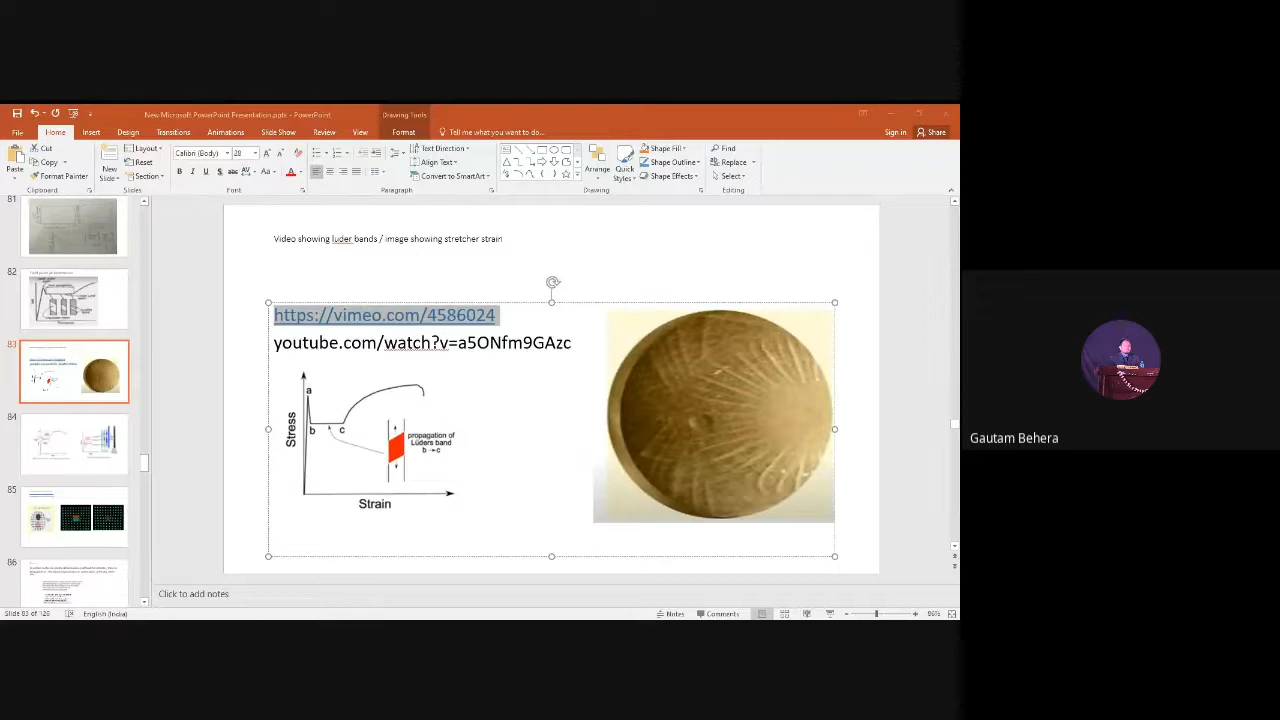 New Microsoft PowerPoint Presentation.pptx - PowerPoint
Drawing Tools
File Home Insert Design Transitions Animations Slide Show Review View Format Tell me what you want to do... Sign in Share
Paste
Cut
Copy
Format Painter
Clipboard
New Slide
Layout
Reset
Section
Slides
Calibri (Body) 28
Font
Paragraph
Text Direction
Align Text
Convert to SmartArt
Arrange
Quick Styles
Shape Fill
Shape Outline
Shape Effects
Drawing
Find
Replace
Select
Editing
81
82
83
84
85
86
Video showing luder bands / image showing stretcher strain
https://vimeo.com/4586024
youtube.com/watch?v=a5ONfm9GAzc
Stress
a
b
c
propagation of
Lüders band
b→c
Strain
Gautam Behera
Click to add notes
Slide 83 of 126 English (India) Notes Comments 96%